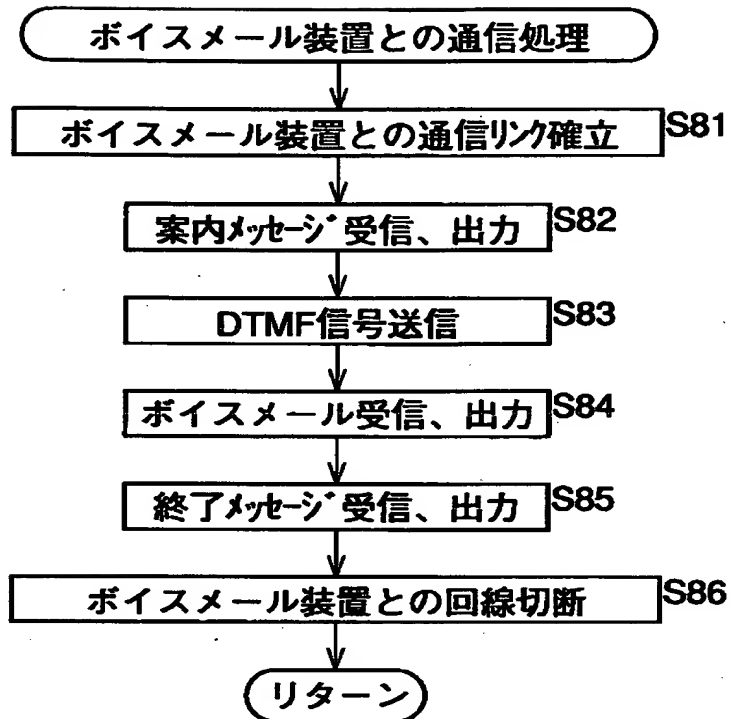 ボイスメール装置との通信処理
ボイスメール装置との通信リンク確立 S81
案内メッセージ受信、出力 S82
DTMF信号送信 S83
ボイスメール受信、出力 S84
終了メッセージ受信、出力 S85
ボイスメール装置との回線切断 S86
リターン